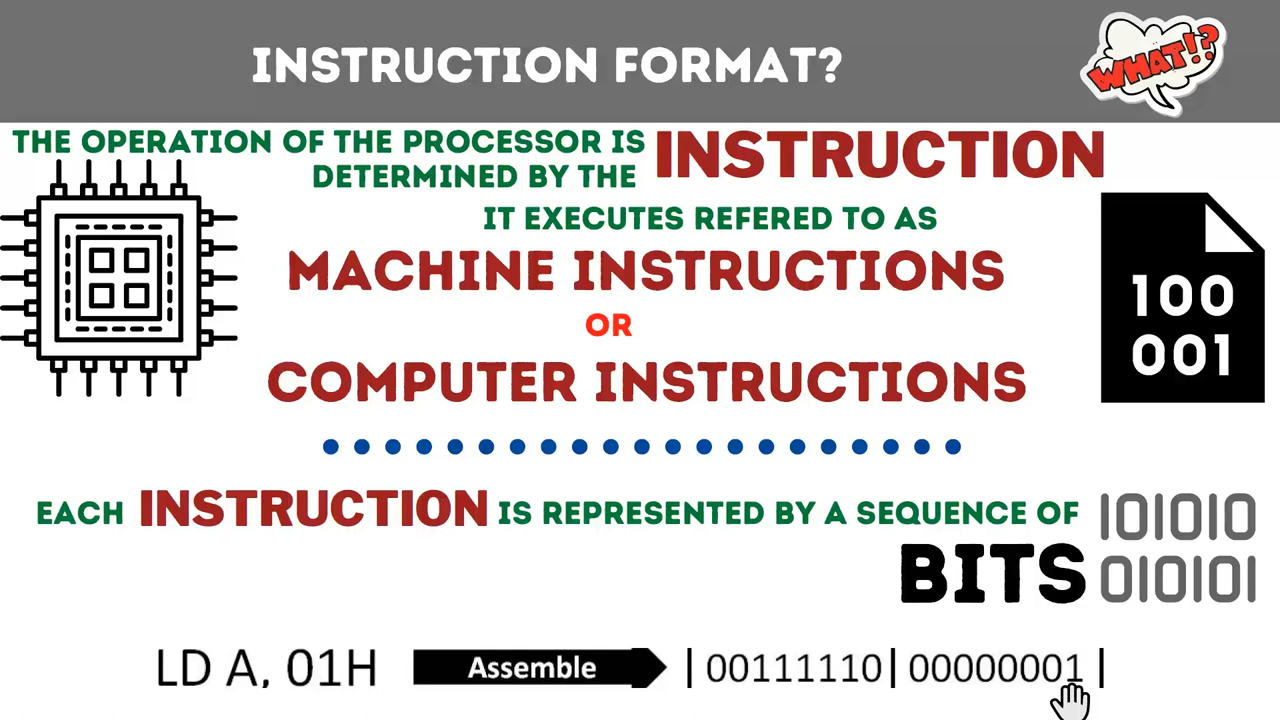 INSTRUCTION FORMAT?
WHAT!?
THE OPERATION OF THE PROCESSOR IS
DETERMINED BY THE INSTRUCTION
IT EXECUTES REFERED TO AS
MACHINE INSTRUCTIONS
OR
COMPUTER INSTRUCTIONS
100
001
EACH INSTRUCTION IS REPRESENTED BY A SEQUENCE OF
BITS
101010
010101
LD A, 01H Assemble | 00111110 | 00000001 |